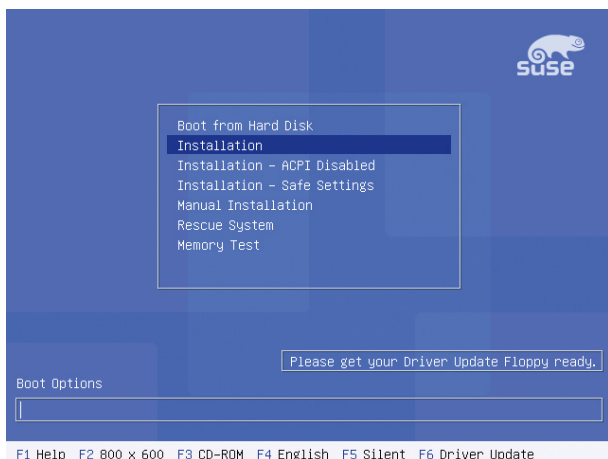 suse
Boot from Hard Disk
Installation
Installation - ACPI Disabled
Installation - Safe Settings
Manual Installation
Rescue System
Memory Test
Please get your Driver Update Floppy ready.
Boot Options
F1 Help F2 800 x 600 F3 CD-ROM F4 English F5 Silent F6 Driver Update